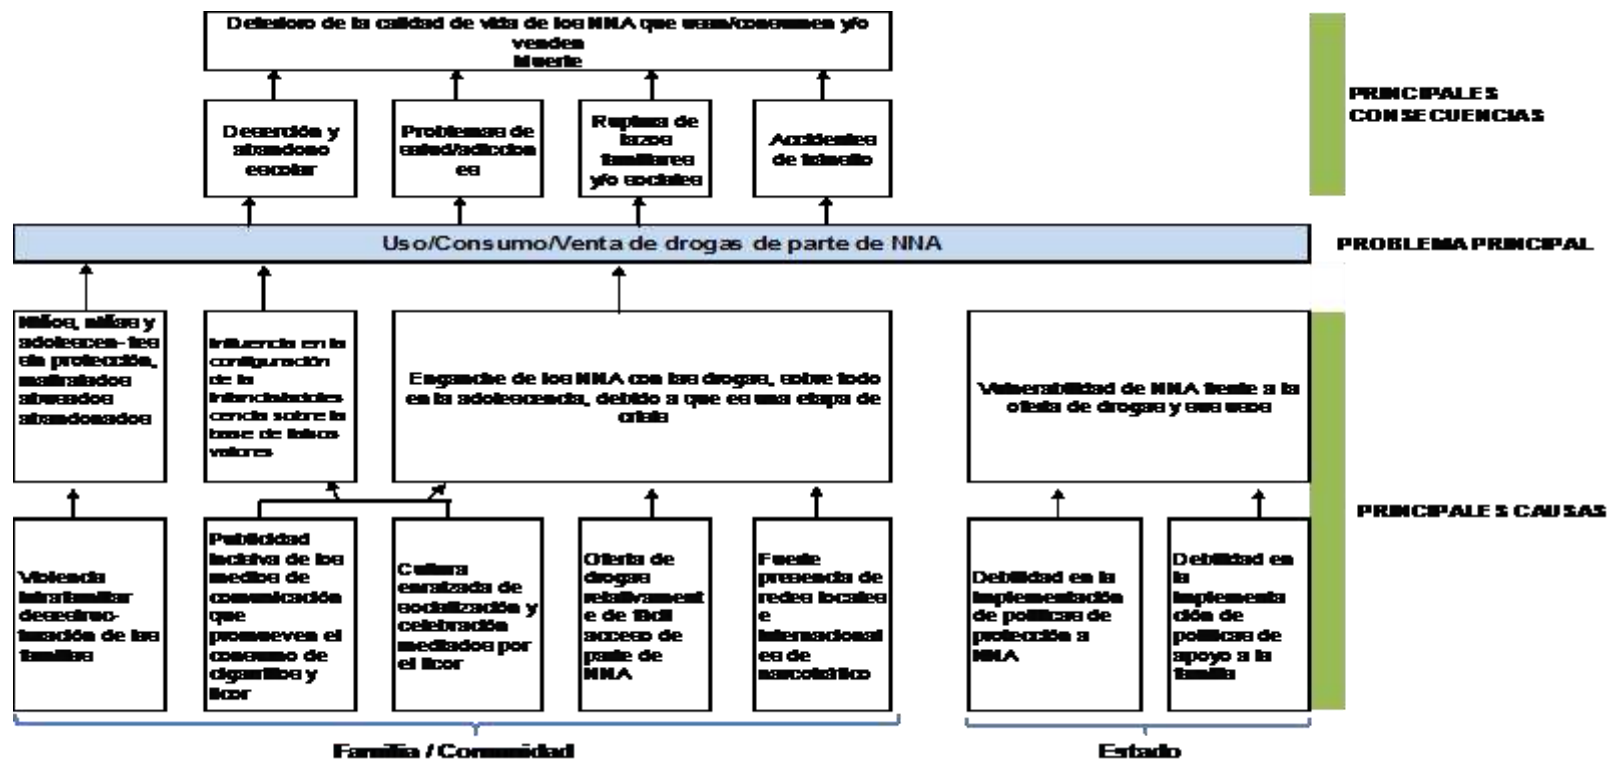 Deterioro de la calidad de vida de los NNA que usan/consumen y/o
venden
Muerte
Deserción y
abandono
escolar
Problemas de
salud/adiccion
es
Ruptura de
lazos
familiares
y/o sociales
Accidentes
de tránsito
PRINCIPALES
CONSECUENCIAS
Uso/Consumo/Venta de drogas de parte de NNA
PROBLEMA PRINCIPAL
Niños, niñas y
adolescen- tes
sin protección,
maltratados
abusados
abandonados
Influencia en la
configuración
de la
infancia/adoles
cencia sobre la
base de falsos
valores
Enganche de los NNA con las drogas, sobre todo
en la adolescencia, debido a que es una etapa de
crisis
Vulnerabilidad de NNA frente a la
oferta de drogas y sus usos
PRINCIPALES CAUSAS
Violencia
intrafamiliar
desestruc-
turación de las
familias
Publicidad
incisiva de los
medios de
comunicación
que
promueven el
consumo de
cigarrillos y
licor
Cultura
enraizada de
socialización y
celebración
mediados por
el licor
Oferta de
drogas
relativament
e de fácil
acceso de
parte de
NNA
Fuerte
presencia de
redes locales
e
internacional
es de
narcotráfico
Debilidad en la
implementación
de políticas de
protección a
NNA
Debilidad en
la
implementa
ción de
políticas de
apoyo a la
familia
Familia / Comunidad
Estado